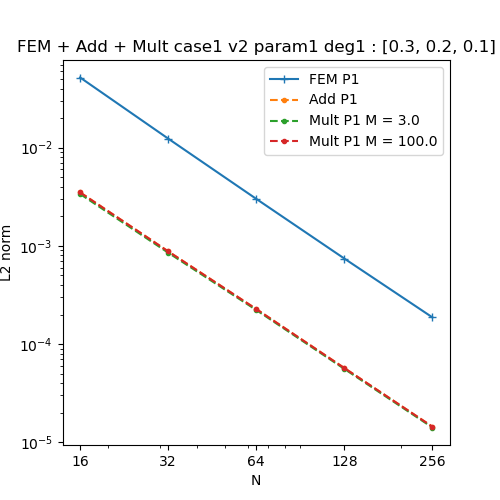 FEM + Add + Mult case1 v2 param1 deg1 : [0.3, 0.2, 0.1]
FEM P1
Add P1
Mult P1 M = 3.0
Mult P1 M = 100.0
L2 norm
10⁻²
10⁻³
10⁻⁴
10⁻⁵
16 32 64 128 256
N